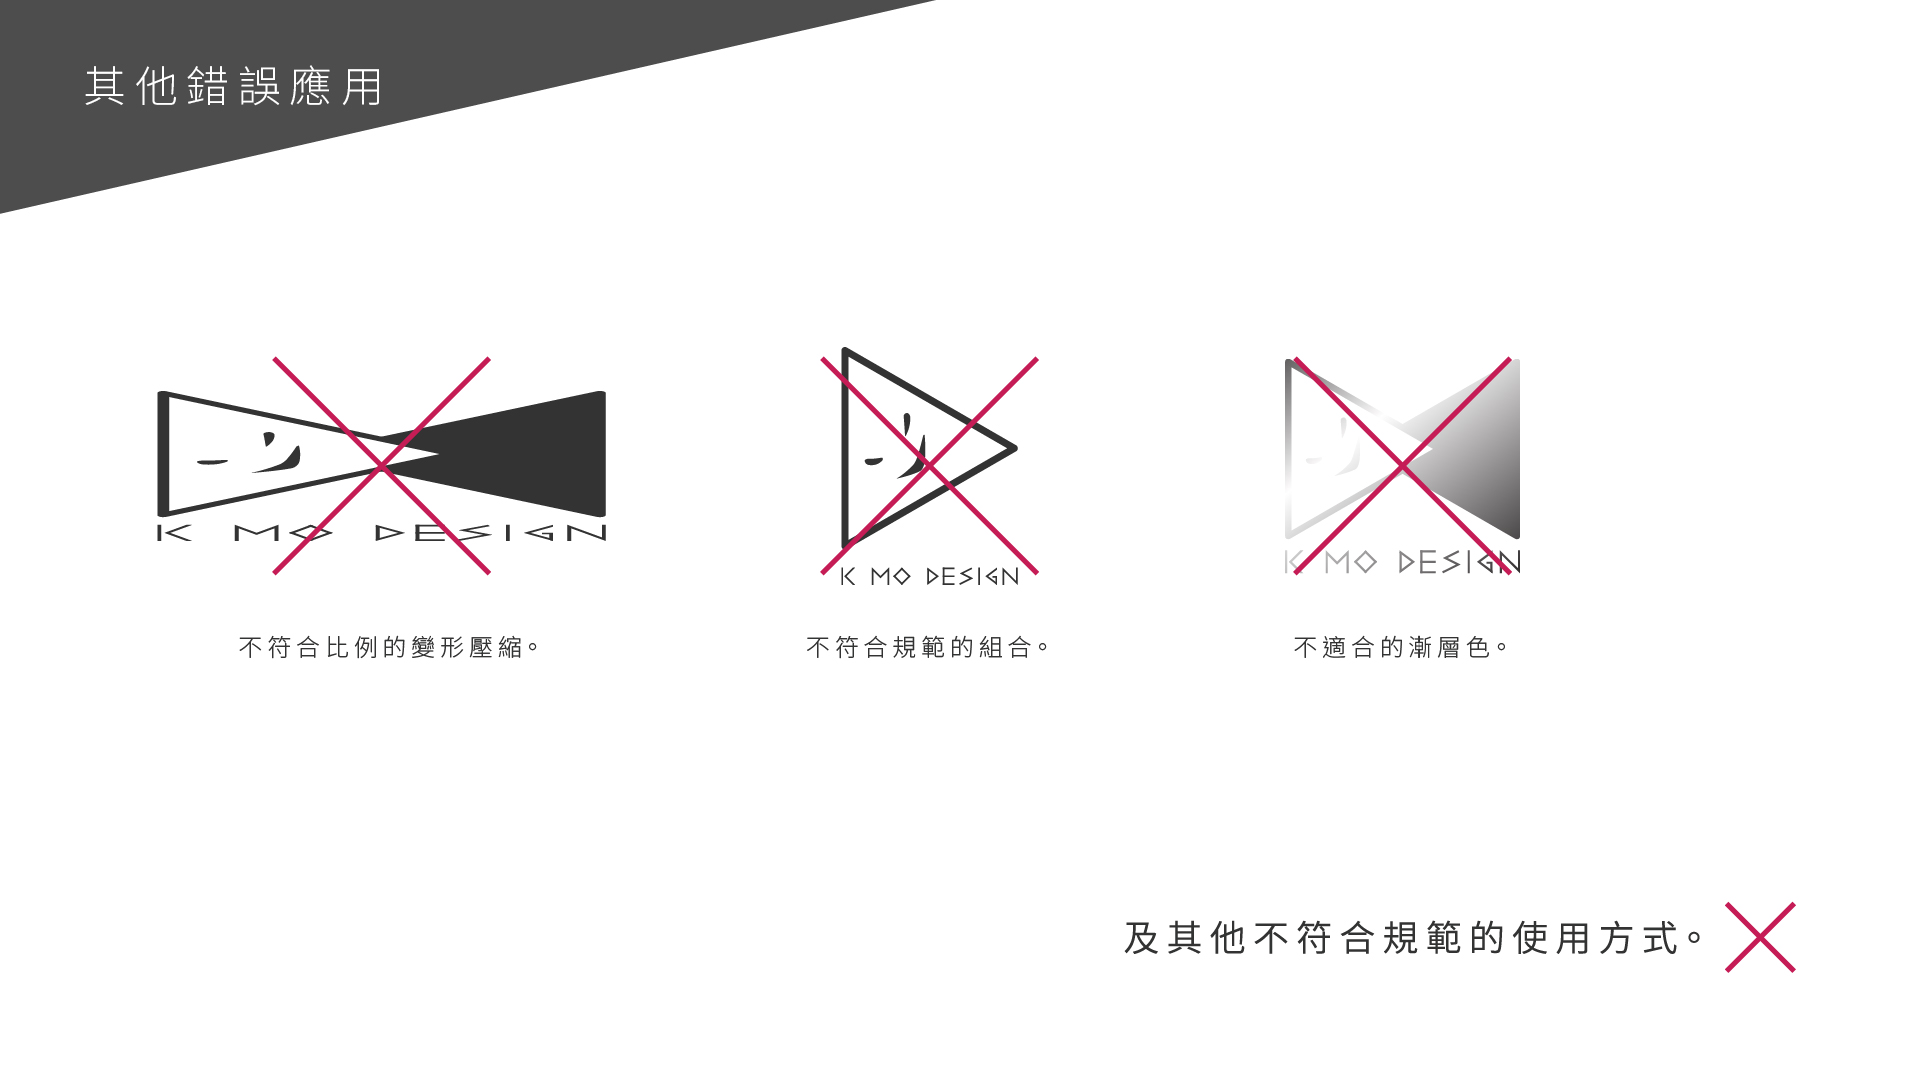 其他錯誤應用
K MO DESIGN
不符合比例的變形壓縮。
K MO DESIGN
不符合規範的組合。
K MO DESIGN
不適合的漸層色。
及其他不符合規範的使用方式。